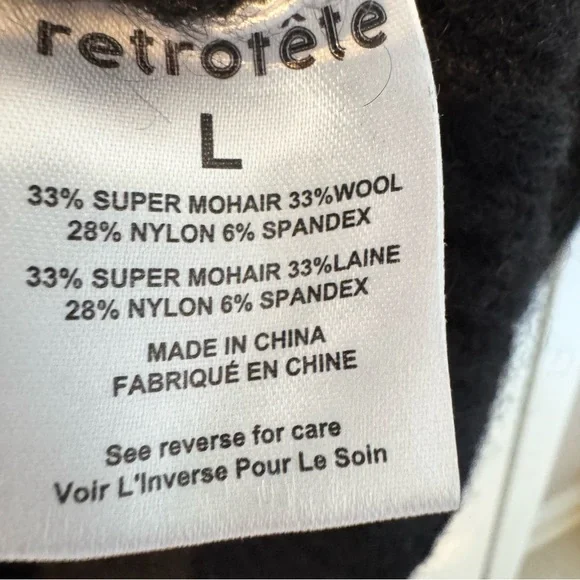 retrofête
L
33% SUPER MOHAIR 33%WOOL
28% NYLON 6% SPANDEX
33% SUPER MOHAIR 33%LAINE
28% NYLON 6% SPANDEX
MADE IN CHINA
FABRIQUÉ EN CHINE
See reverse for care
Voir L'Inverse Pour Le Soin